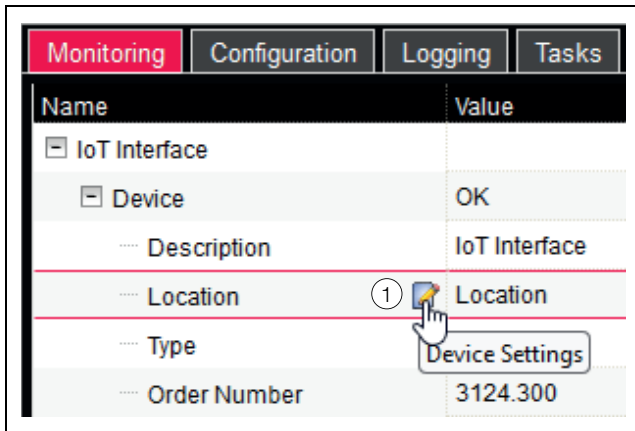 Monitoring Configuration Logging Tasks
Name Value
IoT Interface
Device OK
Description IoT Interface
Location 1 Location
Type Device Settings
Order Number 3124.300